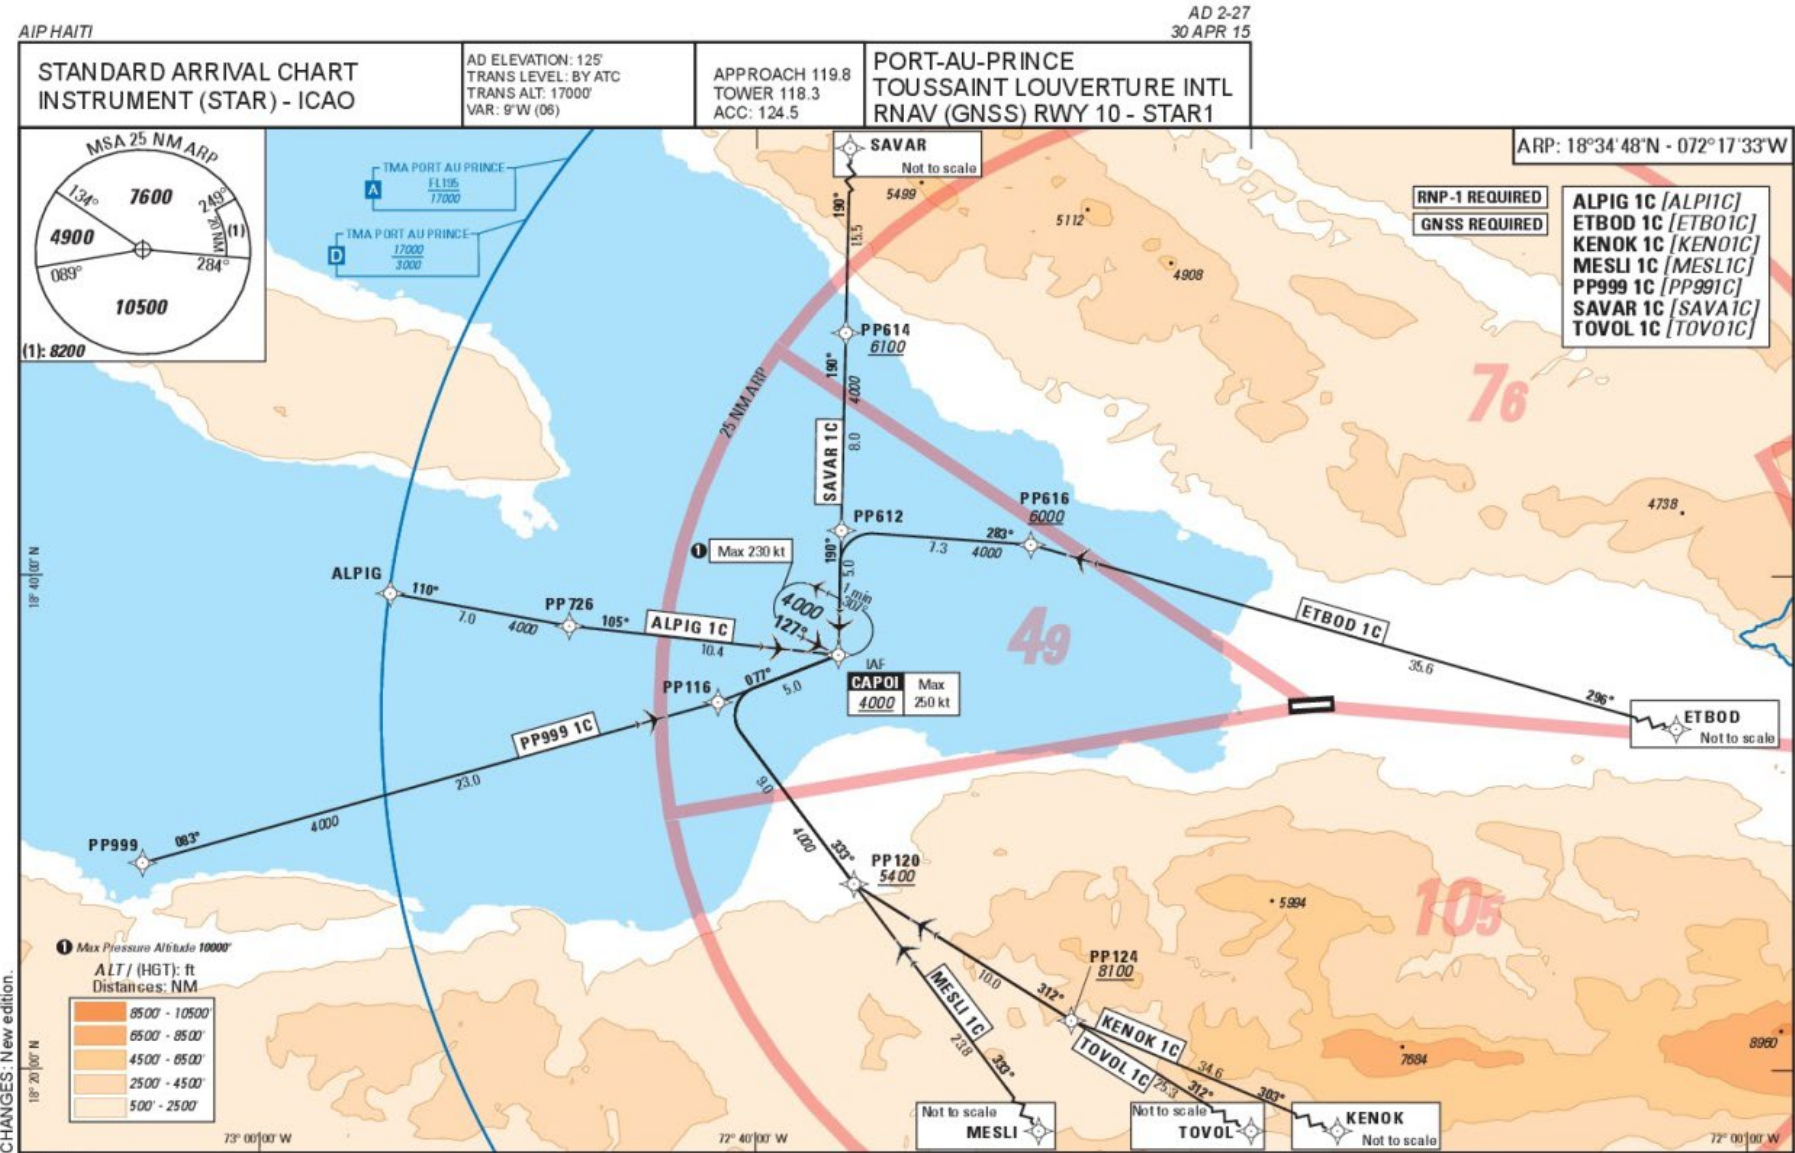 AIP HAITI
AD 2-27
30 APR 15
STANDARD ARRIVAL CHART
INSTRUMENT (STAR) - ICAO
AD ELEVATION: 125'
TRANS LEVEL: BY ATC
TRANS ALT: 17000'
VAR: 9°W (06)
APPROACH 119.8
TOWER 118.3
ACC: 124.5
PORT-AU-PRINCE
TOUSSAINT LOUVERTURE INTL
RNAV (GNSS) RWY 10 - STAR1
MSA 25 NM ARP
134°
7600
249°
20 NM
(1)
4900
089°
284°
10500
(1): 8200
TMA PORT AU PRINCE
A
FL195
17000
TMA PORT AU PRINCE
D
17000
3000
SAVAR
Not to scale
ARP: 18°34'48"N - 072°17'33"W
RNP-1 REQUIRED
GNSS REQUIRED
ALPIG 1C [ALPI1C]
ETBOD 1C [ETBO1C]
KENOK 1C [KENO1C]
MESLI 1C [MESL1C]
PP999 1C [PP991C]
SAVAR 1C [SAVA1C]
TOVOL 1C [TOVO1C]
5499
5112
4908
190°
15.5
PP614
6100
190°
4000
25 NM ARP
SAVAR 1C
8.0
76
4738
PP612
PP616
6000
283°
7.3
4000
190°
5.0
1 Max 230 kt
1 min
307°
4000
127°
18° 40' 00" N
ALPIG
110°
7.0
4000
PP726
105°
ALPIG 1C
10.4
49
ETBOD 1C
35.6
296°
ETBOD
Not to scale
IAF
CAPOI
4000
Max
250 kt
PP116
077°
5.0
PP999 1C
23.0
4000
083°
PP999
9.0
4000
333°
PP120
5400
5994
105
PP124
8100
10.0
312°
MESLI 1C
23.8
333°
KENOK 1C
34.6
303°
TOVOL 1C
25.3
312°
7684
8960
Not to scale
MESLI
Not to scale
TOVOL
KENOK
Not to scale
1 Max Pressure Altitude 10000'
ALT / (HGT): ft
Distances: NM
8500' - 10500'
6500' - 8500'
4500' - 6500'
2500' - 4500'
500' - 2500'
18° 20' 00" N
73° 00' 00" W
72° 40' 00" W
72° 00' 00" W
CHANGES: New edition.